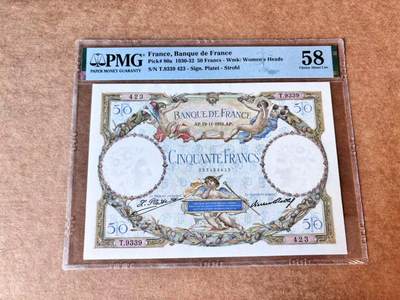 PMG
PAPER MONEY GUARANTY
France, Banque de France
Pick# 80a 1930-32 50 Francs - Wmk: Women's Heads
S/N T.9339 423 - Sign. Platet - Strohl
58
Choice About Unc
423
T.9339
50
50
BANQUE DE FRANCE
CINQUANTE FRANCS
50
50
T.9339
423